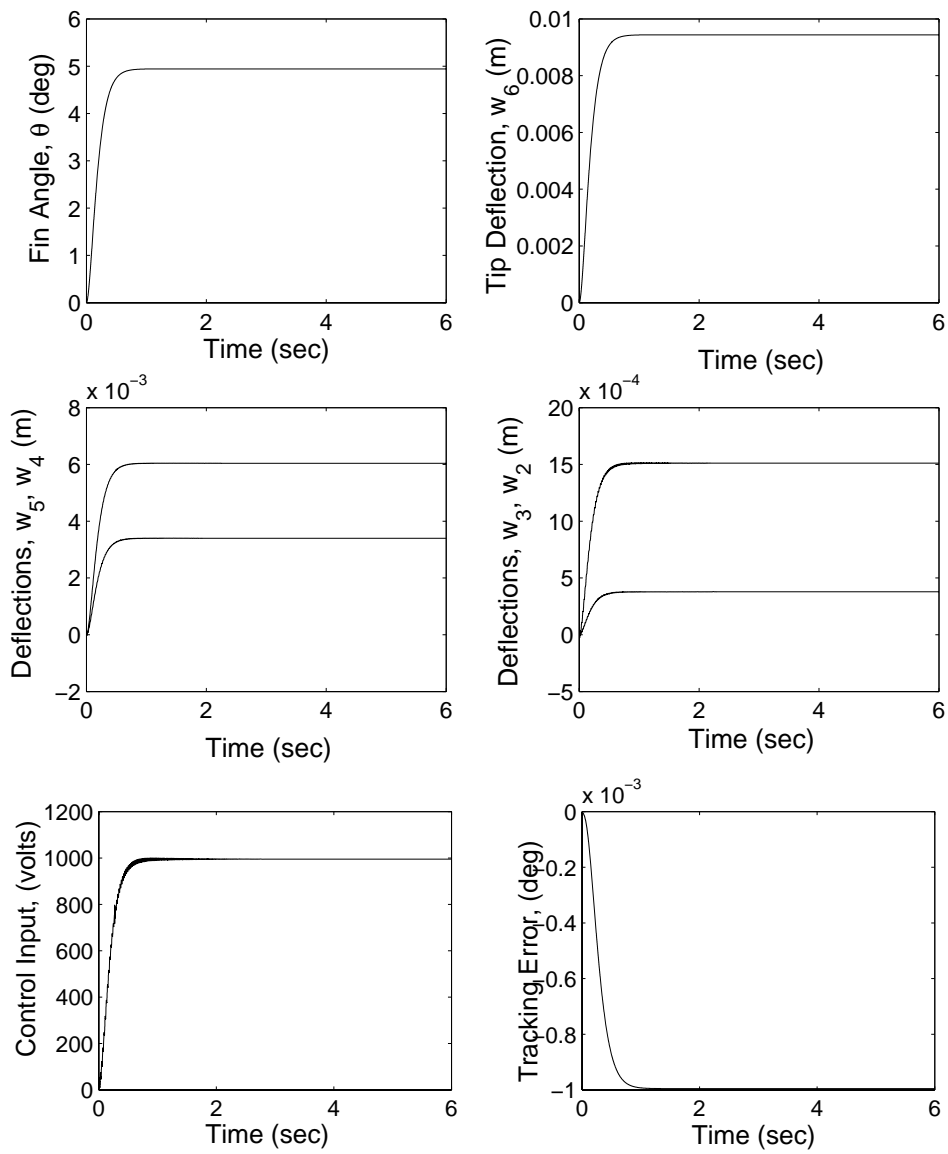 6
5
4
3
2
1
0
0 2 4 6
Fin Angle, θ (deg)
Time (sec)
0.01
0.008
0.006
0.004
0.002
0
0 2 4 6
Tip Deflection, w_6 (m)
Time (sec)
x 10^−3
8
6
4
2
0
−2
0 2 4 6
Deflections, w_5, w_4 (m)
Time (sec)
x 10^−4
20
15
10
5
0
−5
0 2 4 6
Deflections, w_3, w_2 (m)
Time (sec)
1200
1000
800
600
400
200
0
0 2 4 6
Control Input, (volts)
Time (sec)
x 10^−3
0
−0.2
−0.4
−0.6
−0.8
−1
0 2 4 6
Tracking Error, (deg)
Time (sec)